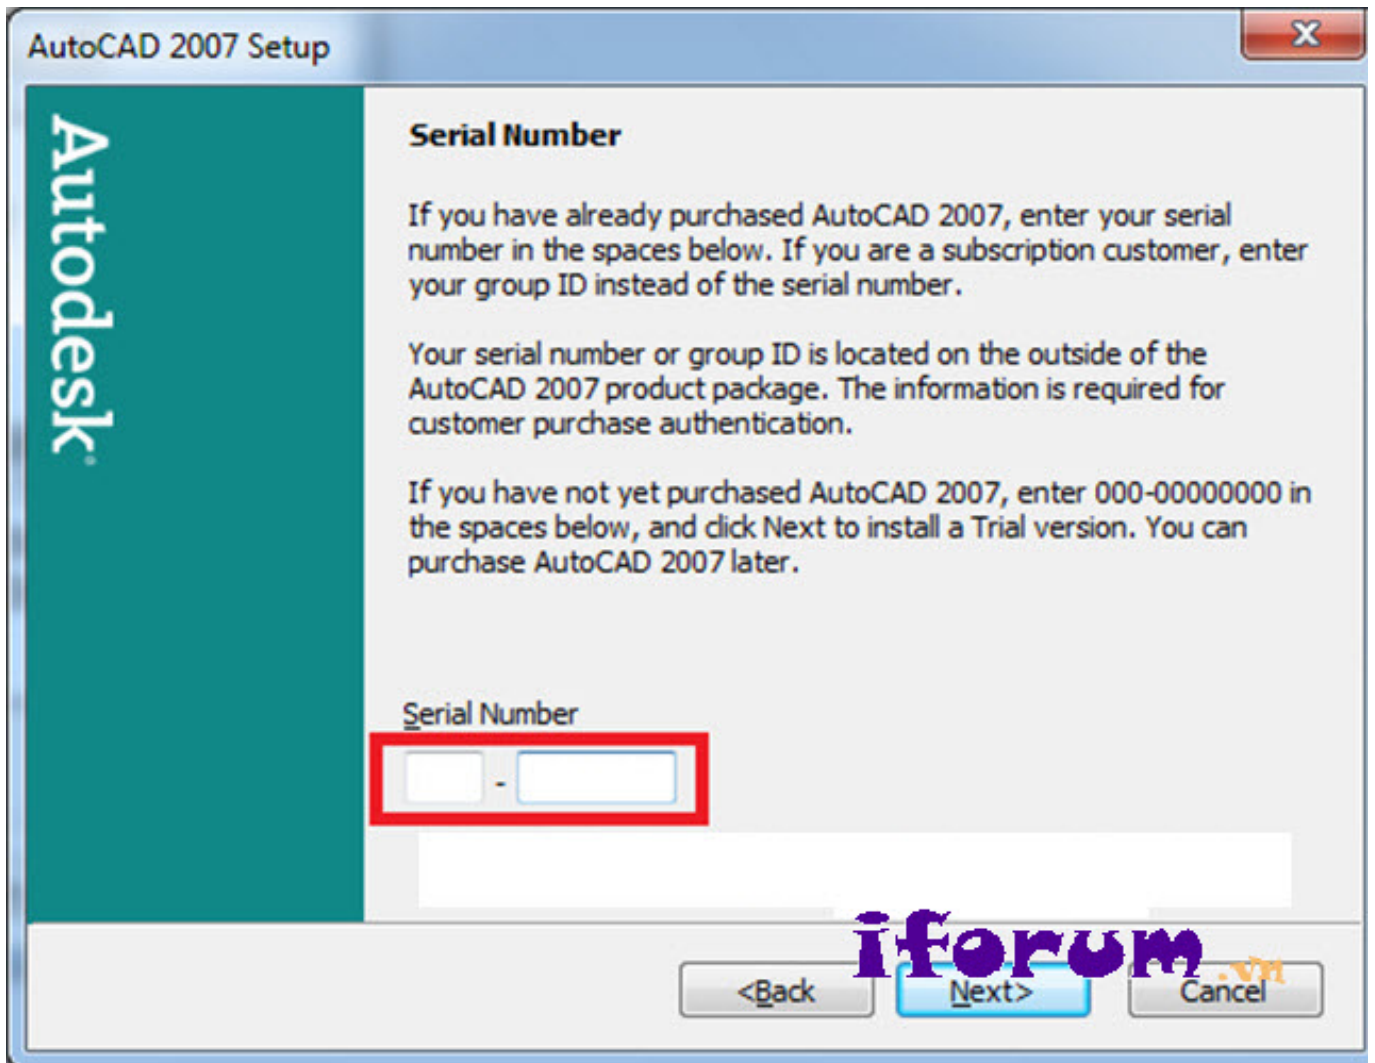 AutoCAD 2007 Setup
Autodesk
Serial Number
If you have already purchased AutoCAD 2007, enter your serial
number in the spaces below. If you are a subscription customer, enter
your group ID instead of the serial number.
Your serial number or group ID is located on the outside of the
AutoCAD 2007 product package. The information is required for
customer purchase authentication.
If you have not yet purchased AutoCAD 2007, enter 000-00000000 in
the spaces below, and click Next to install a Trial version. You can
purchase AutoCAD 2007 later.
Serial Number
-
iforum.vn
<Back Next> Cancel